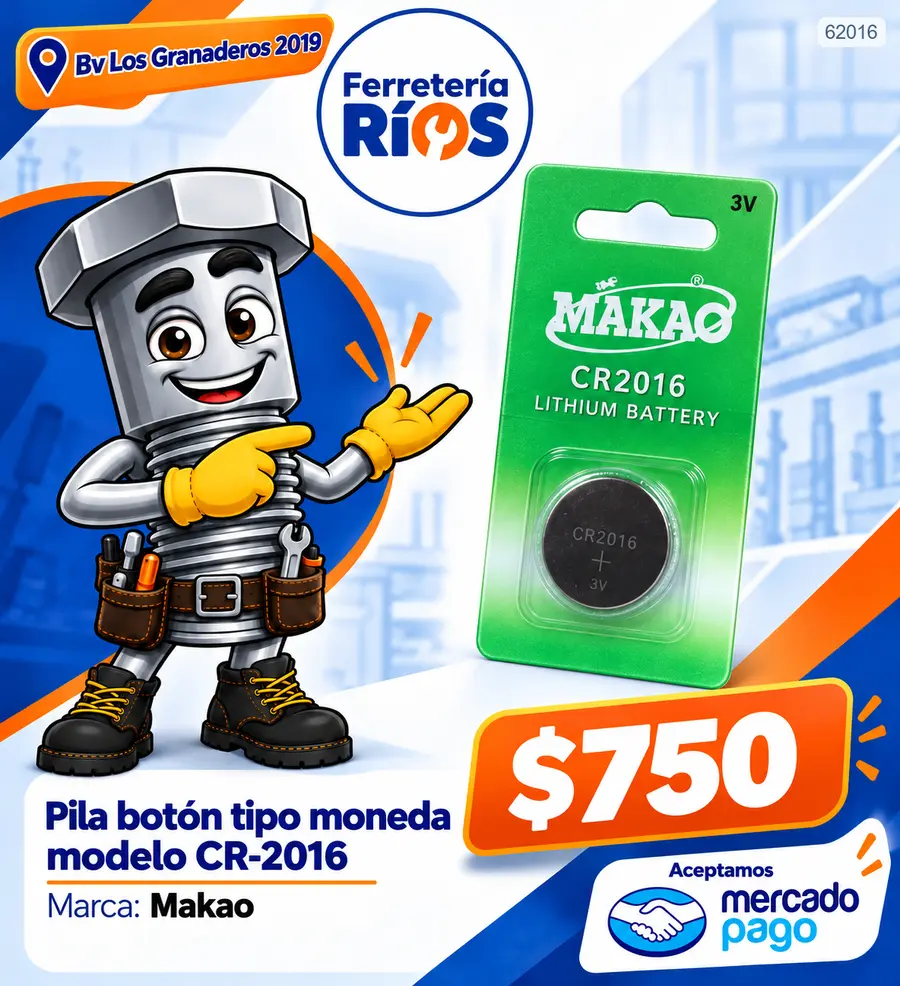 Bv Los Granaderos 2019
Ferretería
RÍOS
62016
3V
MAKAO®
CR2016
LITHIUM BATTERY
CR2016
+
3V
$750
Pila botón tipo moneda
modelo CR-2016
Marca: Makao
Aceptamos
mercado
pago